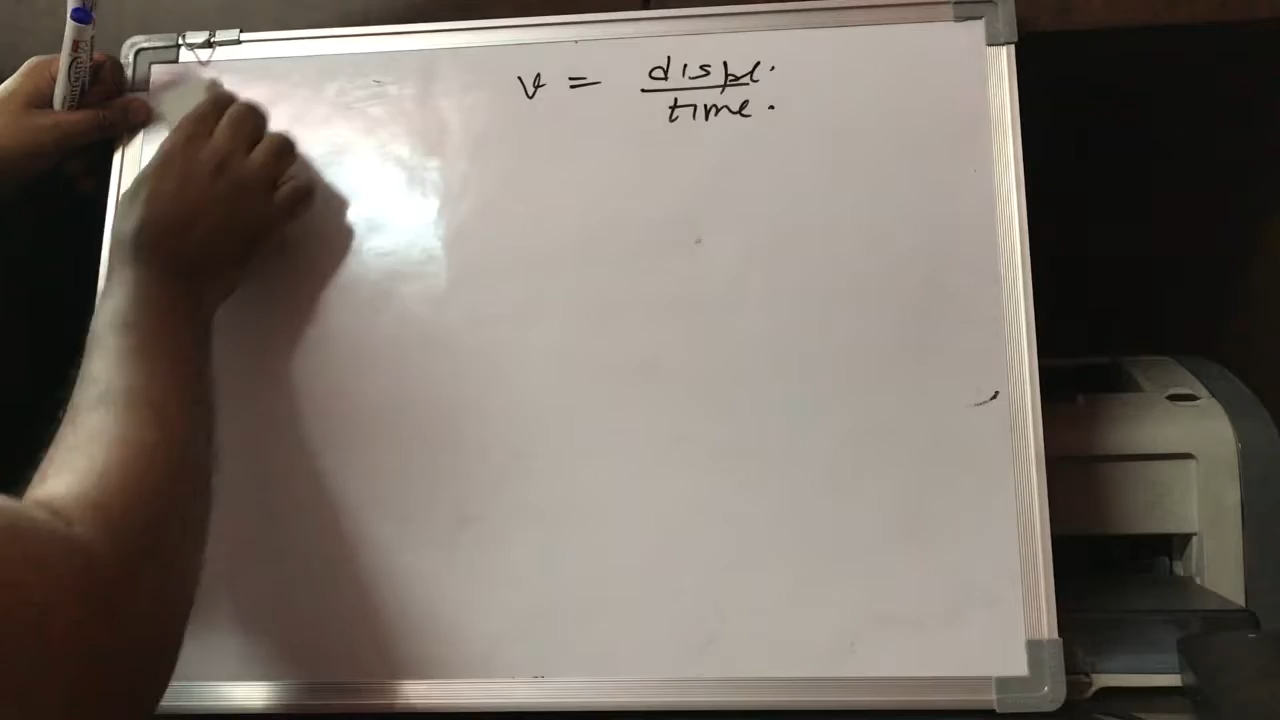 v = displ.
time.